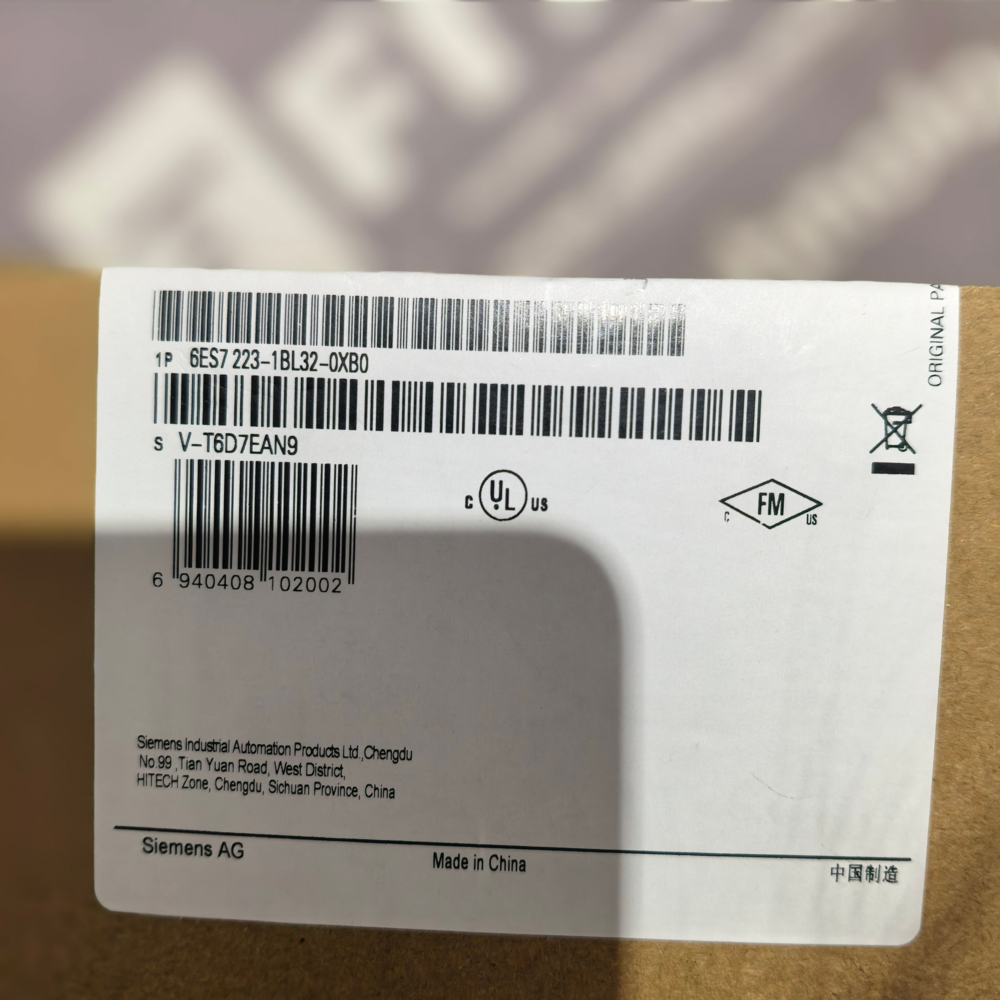 1P 6ES7 223-1BL32-0XB0
S V-T6D7EAN9
C UL US
C FM US
6 940408 102002
ORIGINAL
Siemens Industrial Automation Products Ltd.,Chengdu
No.99 ,Tian Yuan Road, West District,
HITECH Zone, Chengdu, Sichuan Province, China
Siemens AG
Made in China
中国制造